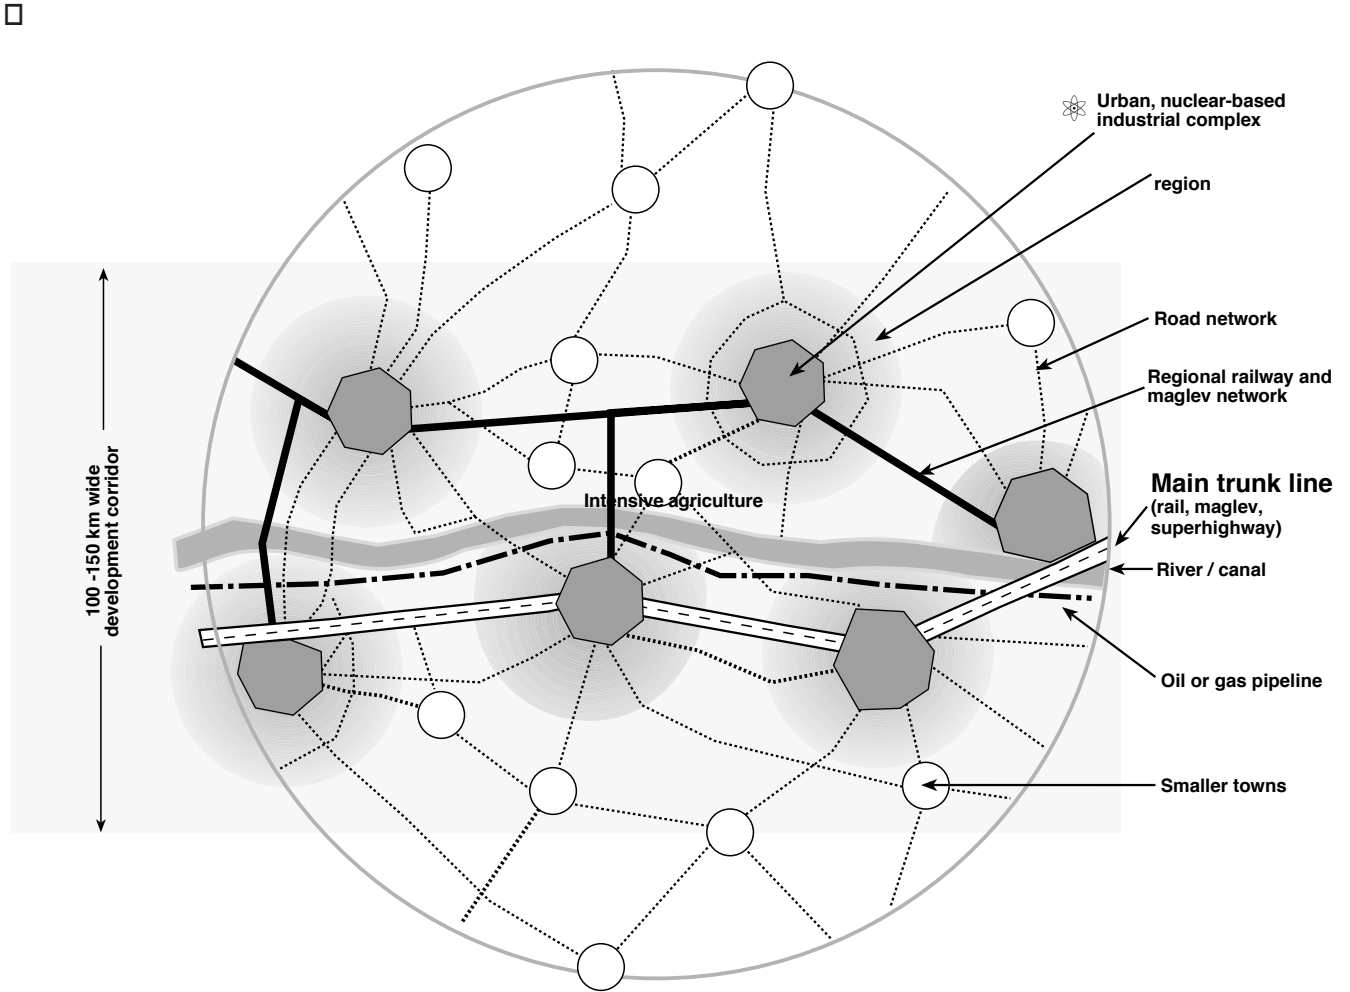 Urban, nuclear-based
industrial complex
region
Road network
Regional railway and
maglev network
Main trunk line
(rail, maglev,
superhighway)
River / canal
Oil or gas pipeline
Smaller towns
Intensive agriculture
100 -150 km wide
development corridor